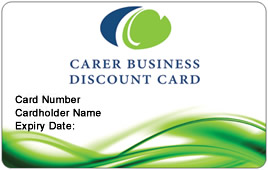 CARER BUSINESS
DISCOUNT CARD
Card Number
Cardholder Name
Expiry Date: